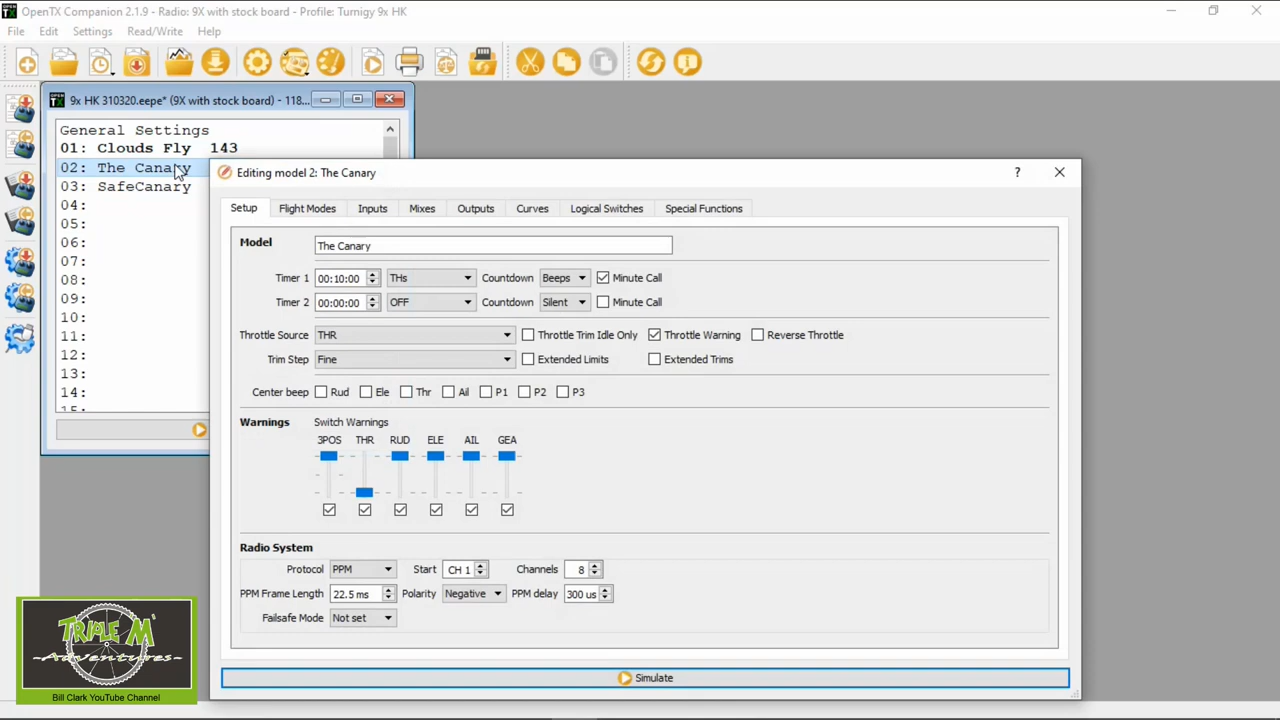 OpenTX Companion 2.1.9 - Radio: 9X with stock board - Profile: Turnigy 9x HK
File Edit Settings Read/Write Help
9x HK 310320.eepe* (9X with stock board) - 118...
General Settings
01: Clouds Fly 143
02: The Canary
03: SafeCanary
04:
05:
06:
07:
08:
09:
10:
11:
12:
13:
14:
15:
Editing model 2: The Canary
Setup Flight Modes Inputs Mixes Outputs Curves Logical Switches Special Functions
Model The Canary
Timer 1 00:10:00 THs Countdown Beeps Minute Call
Timer 2 00:00:00 OFF Countdown Silent Minute Call
Throttle Source THR Throttle Trim Idle Only Throttle Warning Reverse Throttle
Trim Step Fine Extended Limits Extended Trims
Center beep Rud Ele Thr Ail P1 P2 P3
Warnings Switch Warnings
3POS THR RUD ELE AIL GEA
Radio System
Protocol PPM Start CH 1 Channels 8
PPM Frame Length 22.5 ms Polarity Negative PPM delay 300 us
Failsafe Mode Not set
Simulate
TRIPLE M'
-Adventures-
Bill Clark YouTube Channel